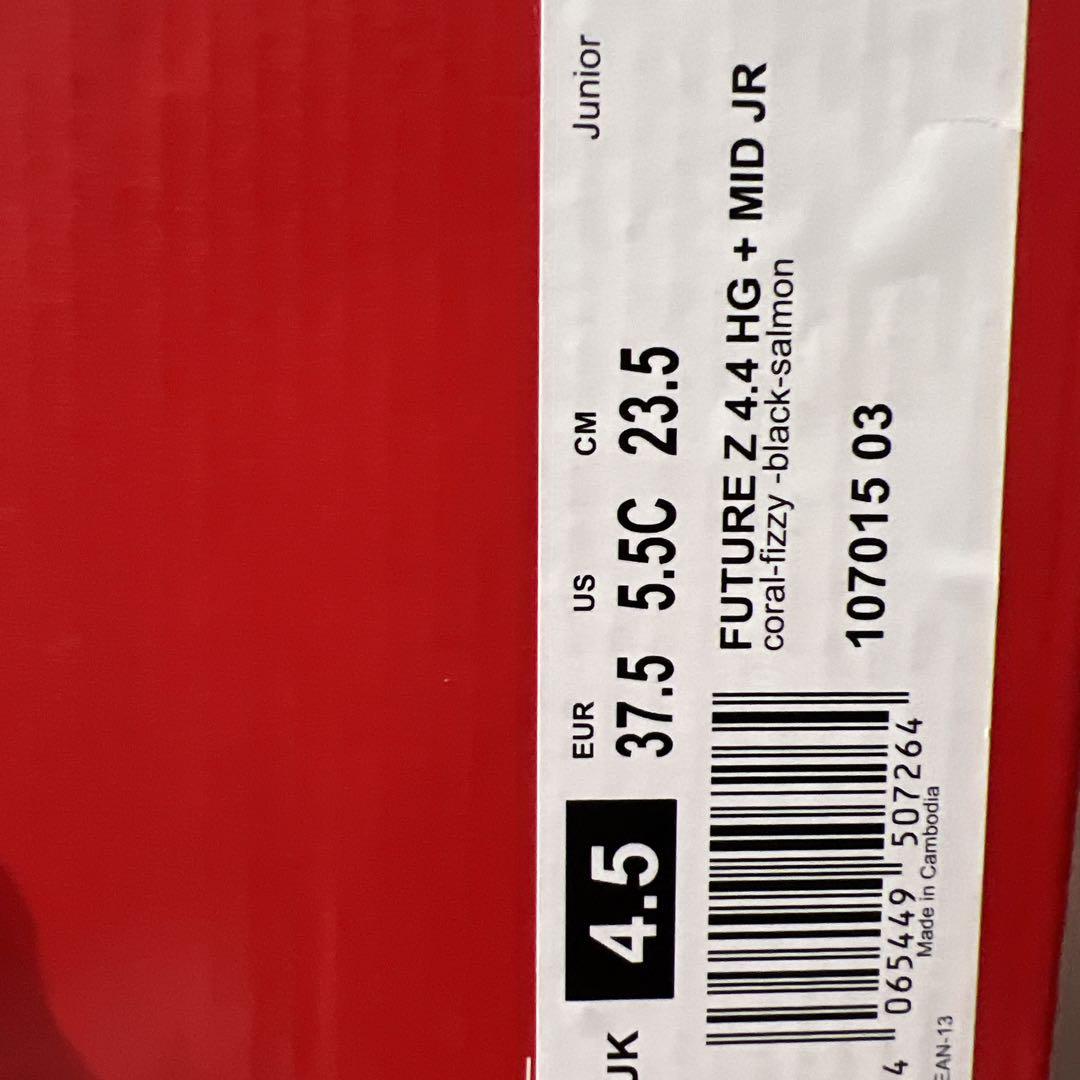 Junior
EUR US CM
UK 4.5 37.5 5.5C 23.5
FUTURE Z 4.4 HG + MID JR
coral-fizzy -black-salmon
107015 03
4 065449 507264
Made in Cambodia
EAN-13